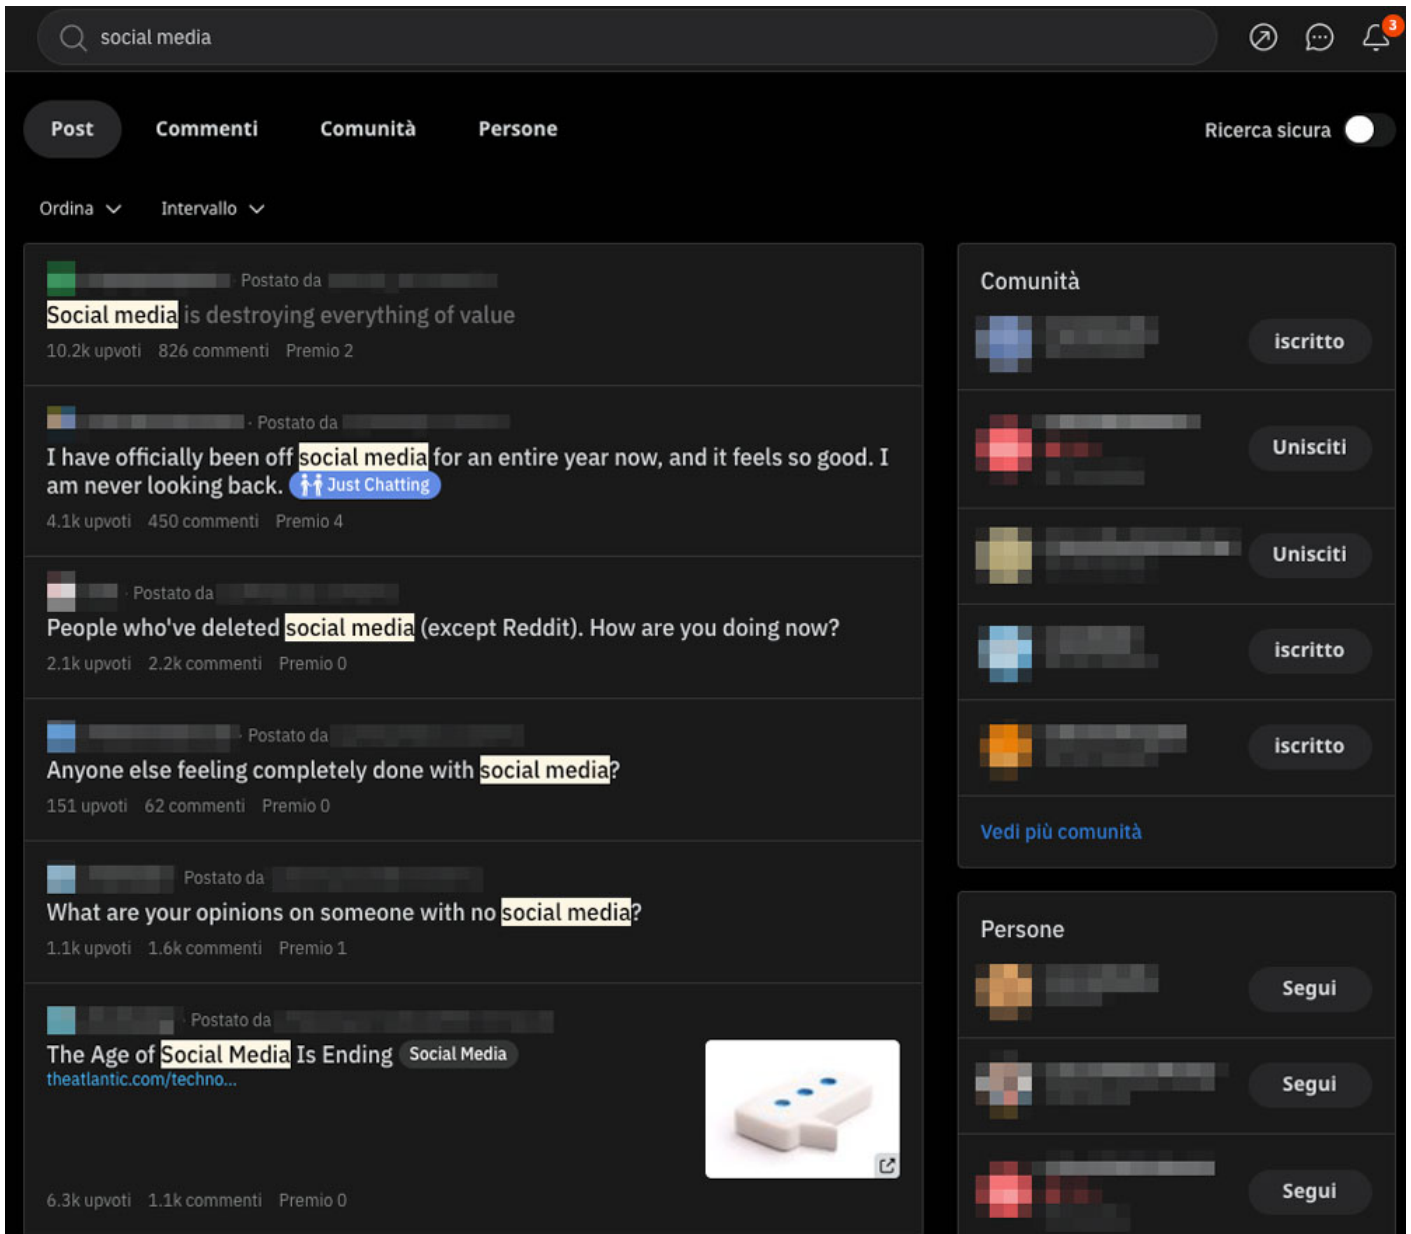 social media
3
Post Commenti Comunità Persone
Ricerca sicura
Ordina Intervallo
· Postato da
Social media is destroying everything of value
10.2k upvoti 826 commenti Premio 2
· Postato da
I have officially been off social media for an entire year now, and it feels so good. I
am never looking back. Just Chatting
4.1k upvoti 450 commenti Premio 4
· Postato da
People who've deleted social media (except Reddit). How are you doing now?
2.1k upvoti 2.2k commenti Premio 0
· Postato da
Anyone else feeling completely done with social media?
151 upvoti 62 commenti Premio 0
Postato da
What are your opinions on someone with no social media?
1.1k upvoti 1.6k commenti Premio 1
· Postato da
The Age of Social Media Is Ending Social Media
theatlantic.com/techno...
6.3k upvoti 1.1k commenti Premio 0
Comunità
iscritto
Unisciti
Unisciti
iscritto
iscritto
Vedi più comunità
Persone
Segui
Segui
Segui